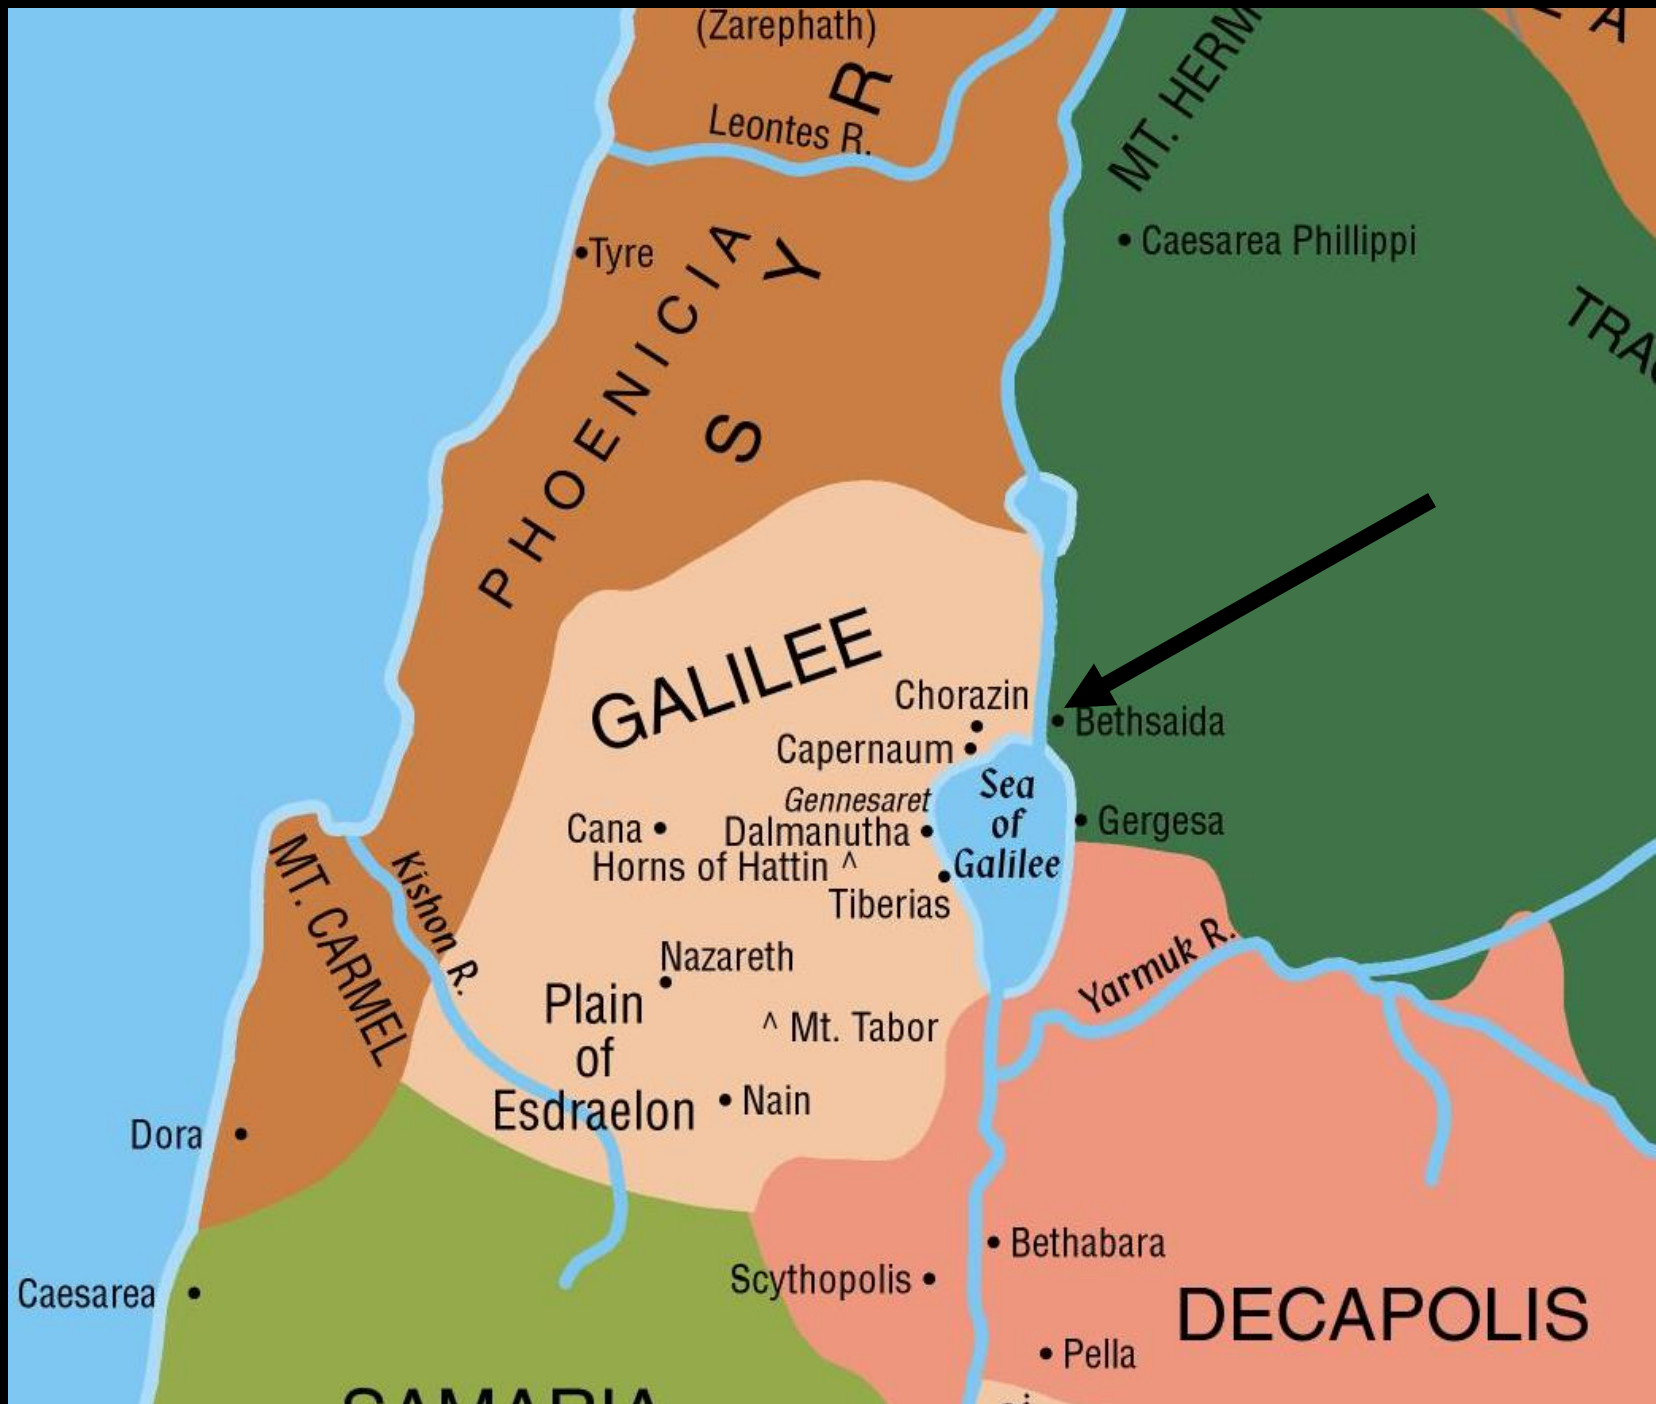 (Zarephath)
Leontes R.
MT. HERM
Caesarea Phillippi
Tyre
PHOENICIA
S Y R
A
TRA
GALILEE
Chorazin
Bethsaida
Capernaum
Gennesaret
Sea
of
Galilee
Gergesa
Cana
Dalmanutha
Horns of Hattin ^
Tiberias
MT. CARMEL
Kishon R.
Nazareth
Yarmuk R.
Plain
of
Esdraelon
^ Mt. Tabor
Nain
Dora
Bethabara
Scythopolis
Caesarea
DECAPOLIS
Pella
SAMARIA